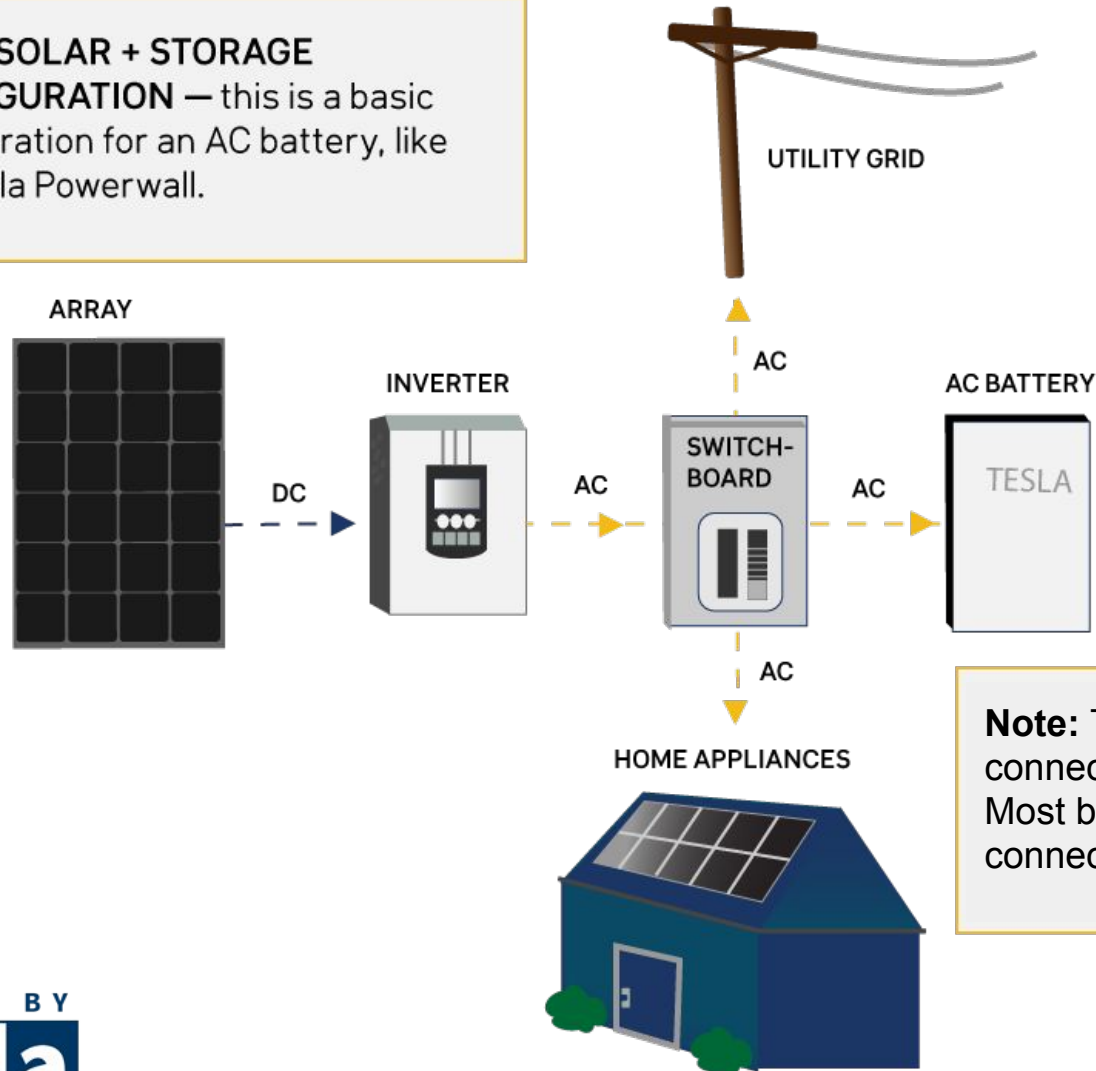 SOLAR + STORAGE
GURATION — this is a basic
ration for an AC battery, like
la Powerwall.
UTILITY GRID
ARRAY
AC
INVERTER
AC BATTERY
SWITCH-
BOARD
TESLA
DC
AC
AC
AC
HOME APPLIANCES
Note: T
connec
Most b
connec
BY
a